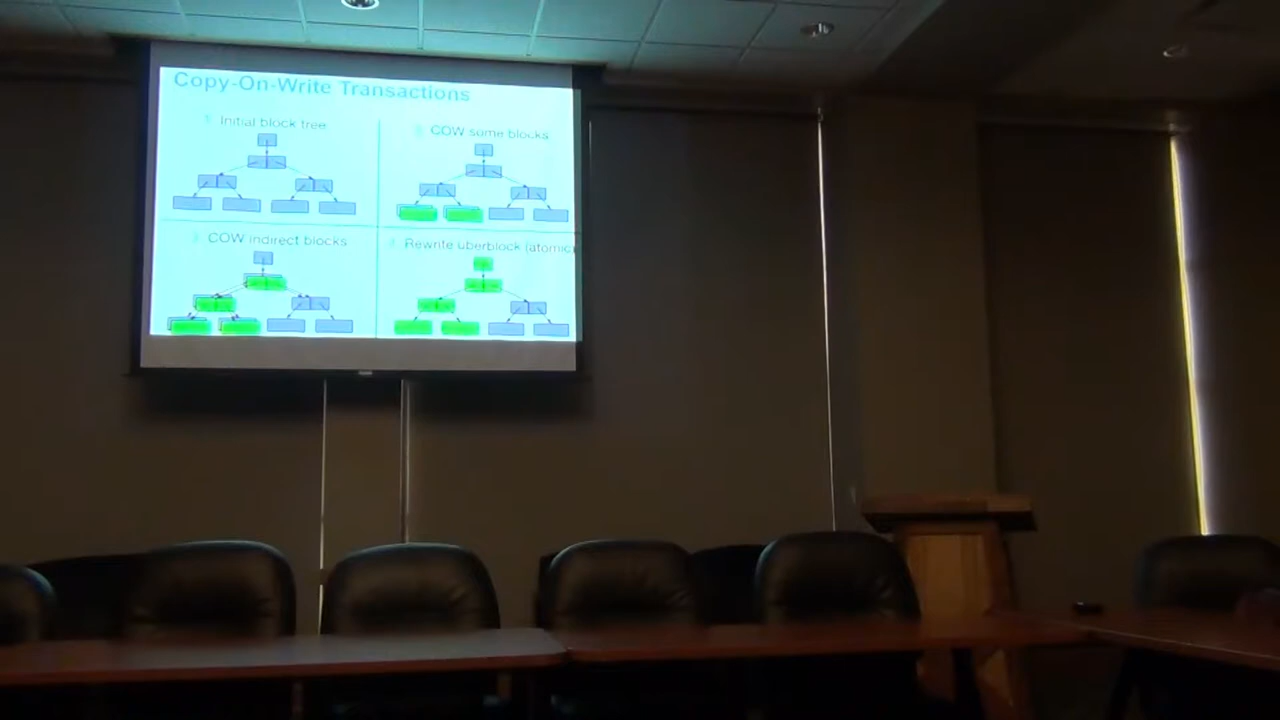 Copy-On-Write Transactions
Initial block tree
COW some blocks
COW indirect blocks
Rewrite uberblock (atomic)